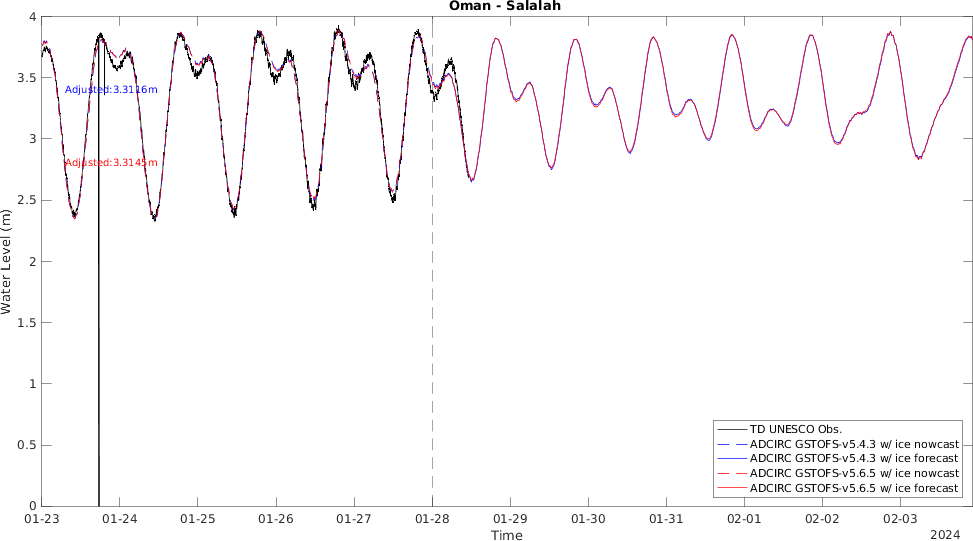 Oman - Salalah
4
3.5
3
2.5
2
1.5
1
0.5
0
Water Level (m)
Adjusted:3.3116m
Adjusted:3.3145m
TD UNESCO Obs.
ADCIRC GSTOFS-v5.4.3 w/ ice nowcast
ADCIRC GSTOFS-v5.4.3 w/ ice forecast
ADCIRC GSTOFS-v5.6.5 w/ ice nowcast
ADCIRC GSTOFS-v5.6.5 w/ ice forecast
01-23 01-24 01-25 01-26 01-27 01-28 01-29 01-30 01-31 02-01 02-02 02-03
Time
2024